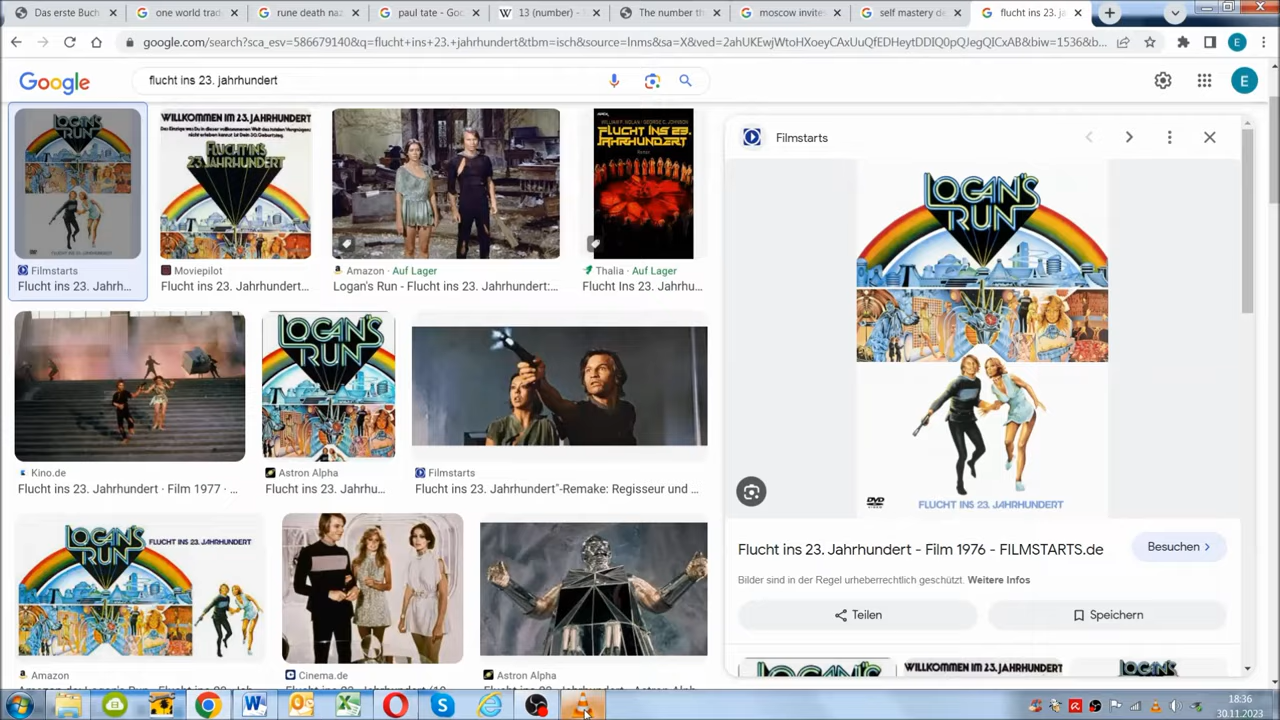 Das erste Buch
one world trad
rune death naz
paul tate - Goo
13 (number) -
The number th
moscow invite
self mastery de
flucht ins 23. ja
google.com/search?sca_esv=586679140&q=flucht+ins+23.+jahrhundert&tbm=isch&source=lnms&sa=X&ved=2ahUKEwjWtoHX
Google
flucht ins 23. jahrhundert
E
WILLKOMMEN IM 23. JAHRHUNDERT
FLUCHT INS
23. JAHRHUNDERT
FLUCHT INS 23.
JAHRHUNDERT
LOGAN'S
RUN
Filmstarts
Flucht ins 23. Jahrh...
Moviepilot
Flucht ins 23. Jahrhundert...
Amazon · Auf Lager
Logan's Run - Flucht ins 23. Jahrhundert:...
Thalia · Auf Lager
Flucht Ins 23. Jahrhu...
LOGAN'S
RUN
Kino.de
Flucht ins 23. Jahrhundert · Film 1977 · ...
Astron Alpha
Flucht ins 23. Jahrhu...
Filmstarts
Flucht ins 23. Jahrhundert"-Remake: Regisseur und ...
LOGAN'S
RUN
FLUCHT INS 23. JAHRHUNDERT
Amazon
Cinema.de
Astron Alpha
Filmstarts
LOGAN'S
RUN
DVD
FLUCHT INS 23. JAHRHUNDERT
Flucht ins 23. Jahrhundert - Film 1976 - FILMSTARTS.de
Besuchen
Bilder sind in der Regel urheberrechtlich geschützt. Weitere Infos
Teilen
Speichern
WILLKOMMEN IM 23. JAHRHUNDERT
18:36
30.11.2023